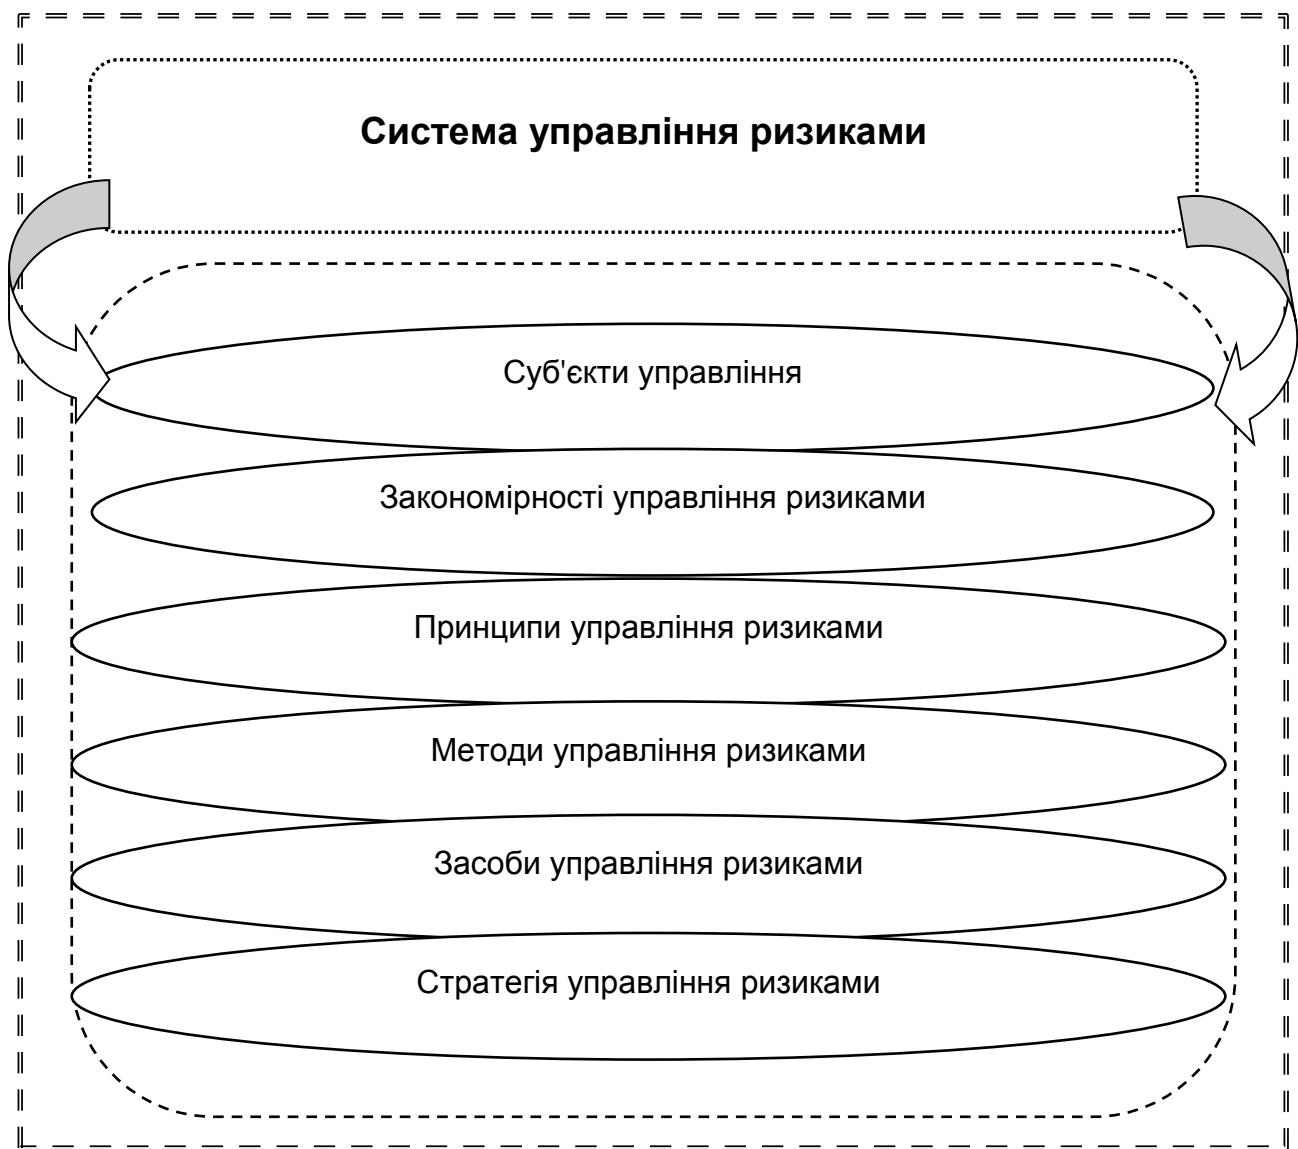 Система управління ризиками
Суб'єкти управління
Закономірності управління ризиками
Принципи управління ризиками
Методи управління ризиками
Засоби управління ризиками
Стратегія управління ризиками